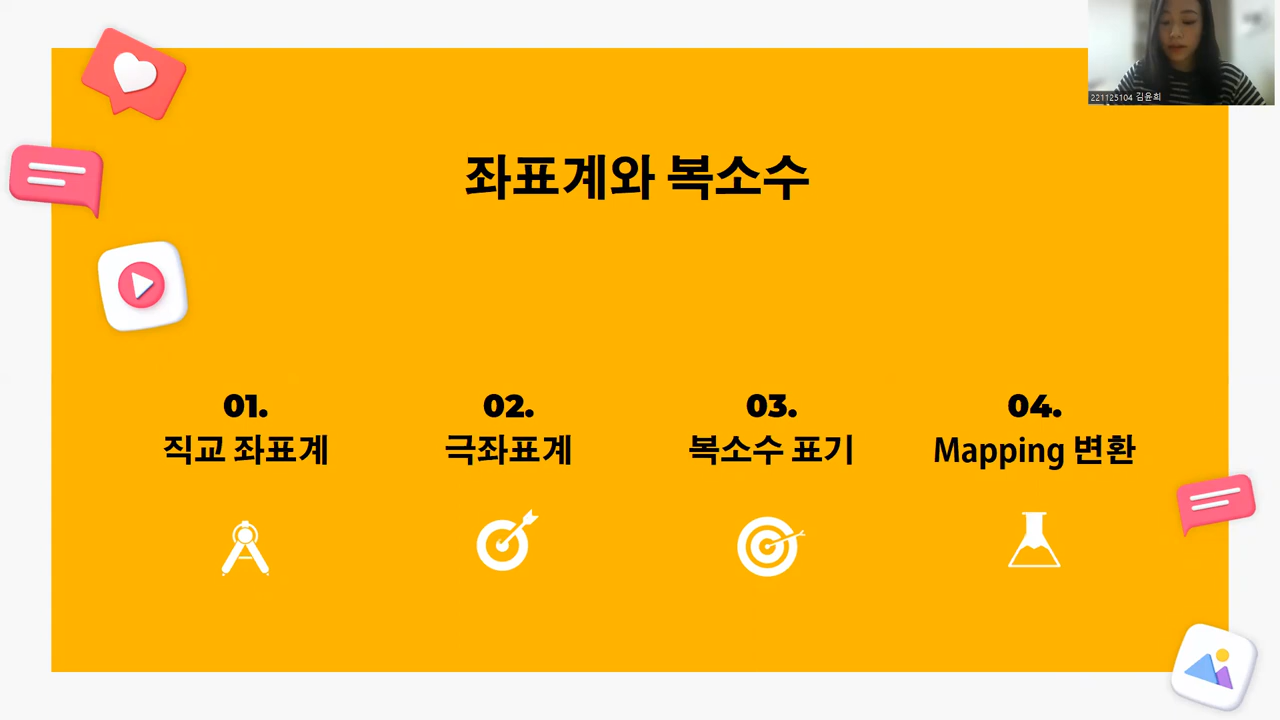 221125104 김윤희
좌표계와 복소수
01.
직교 좌표계
02.
극좌표계
03.
복소수 표기
04.
Mapping 변환